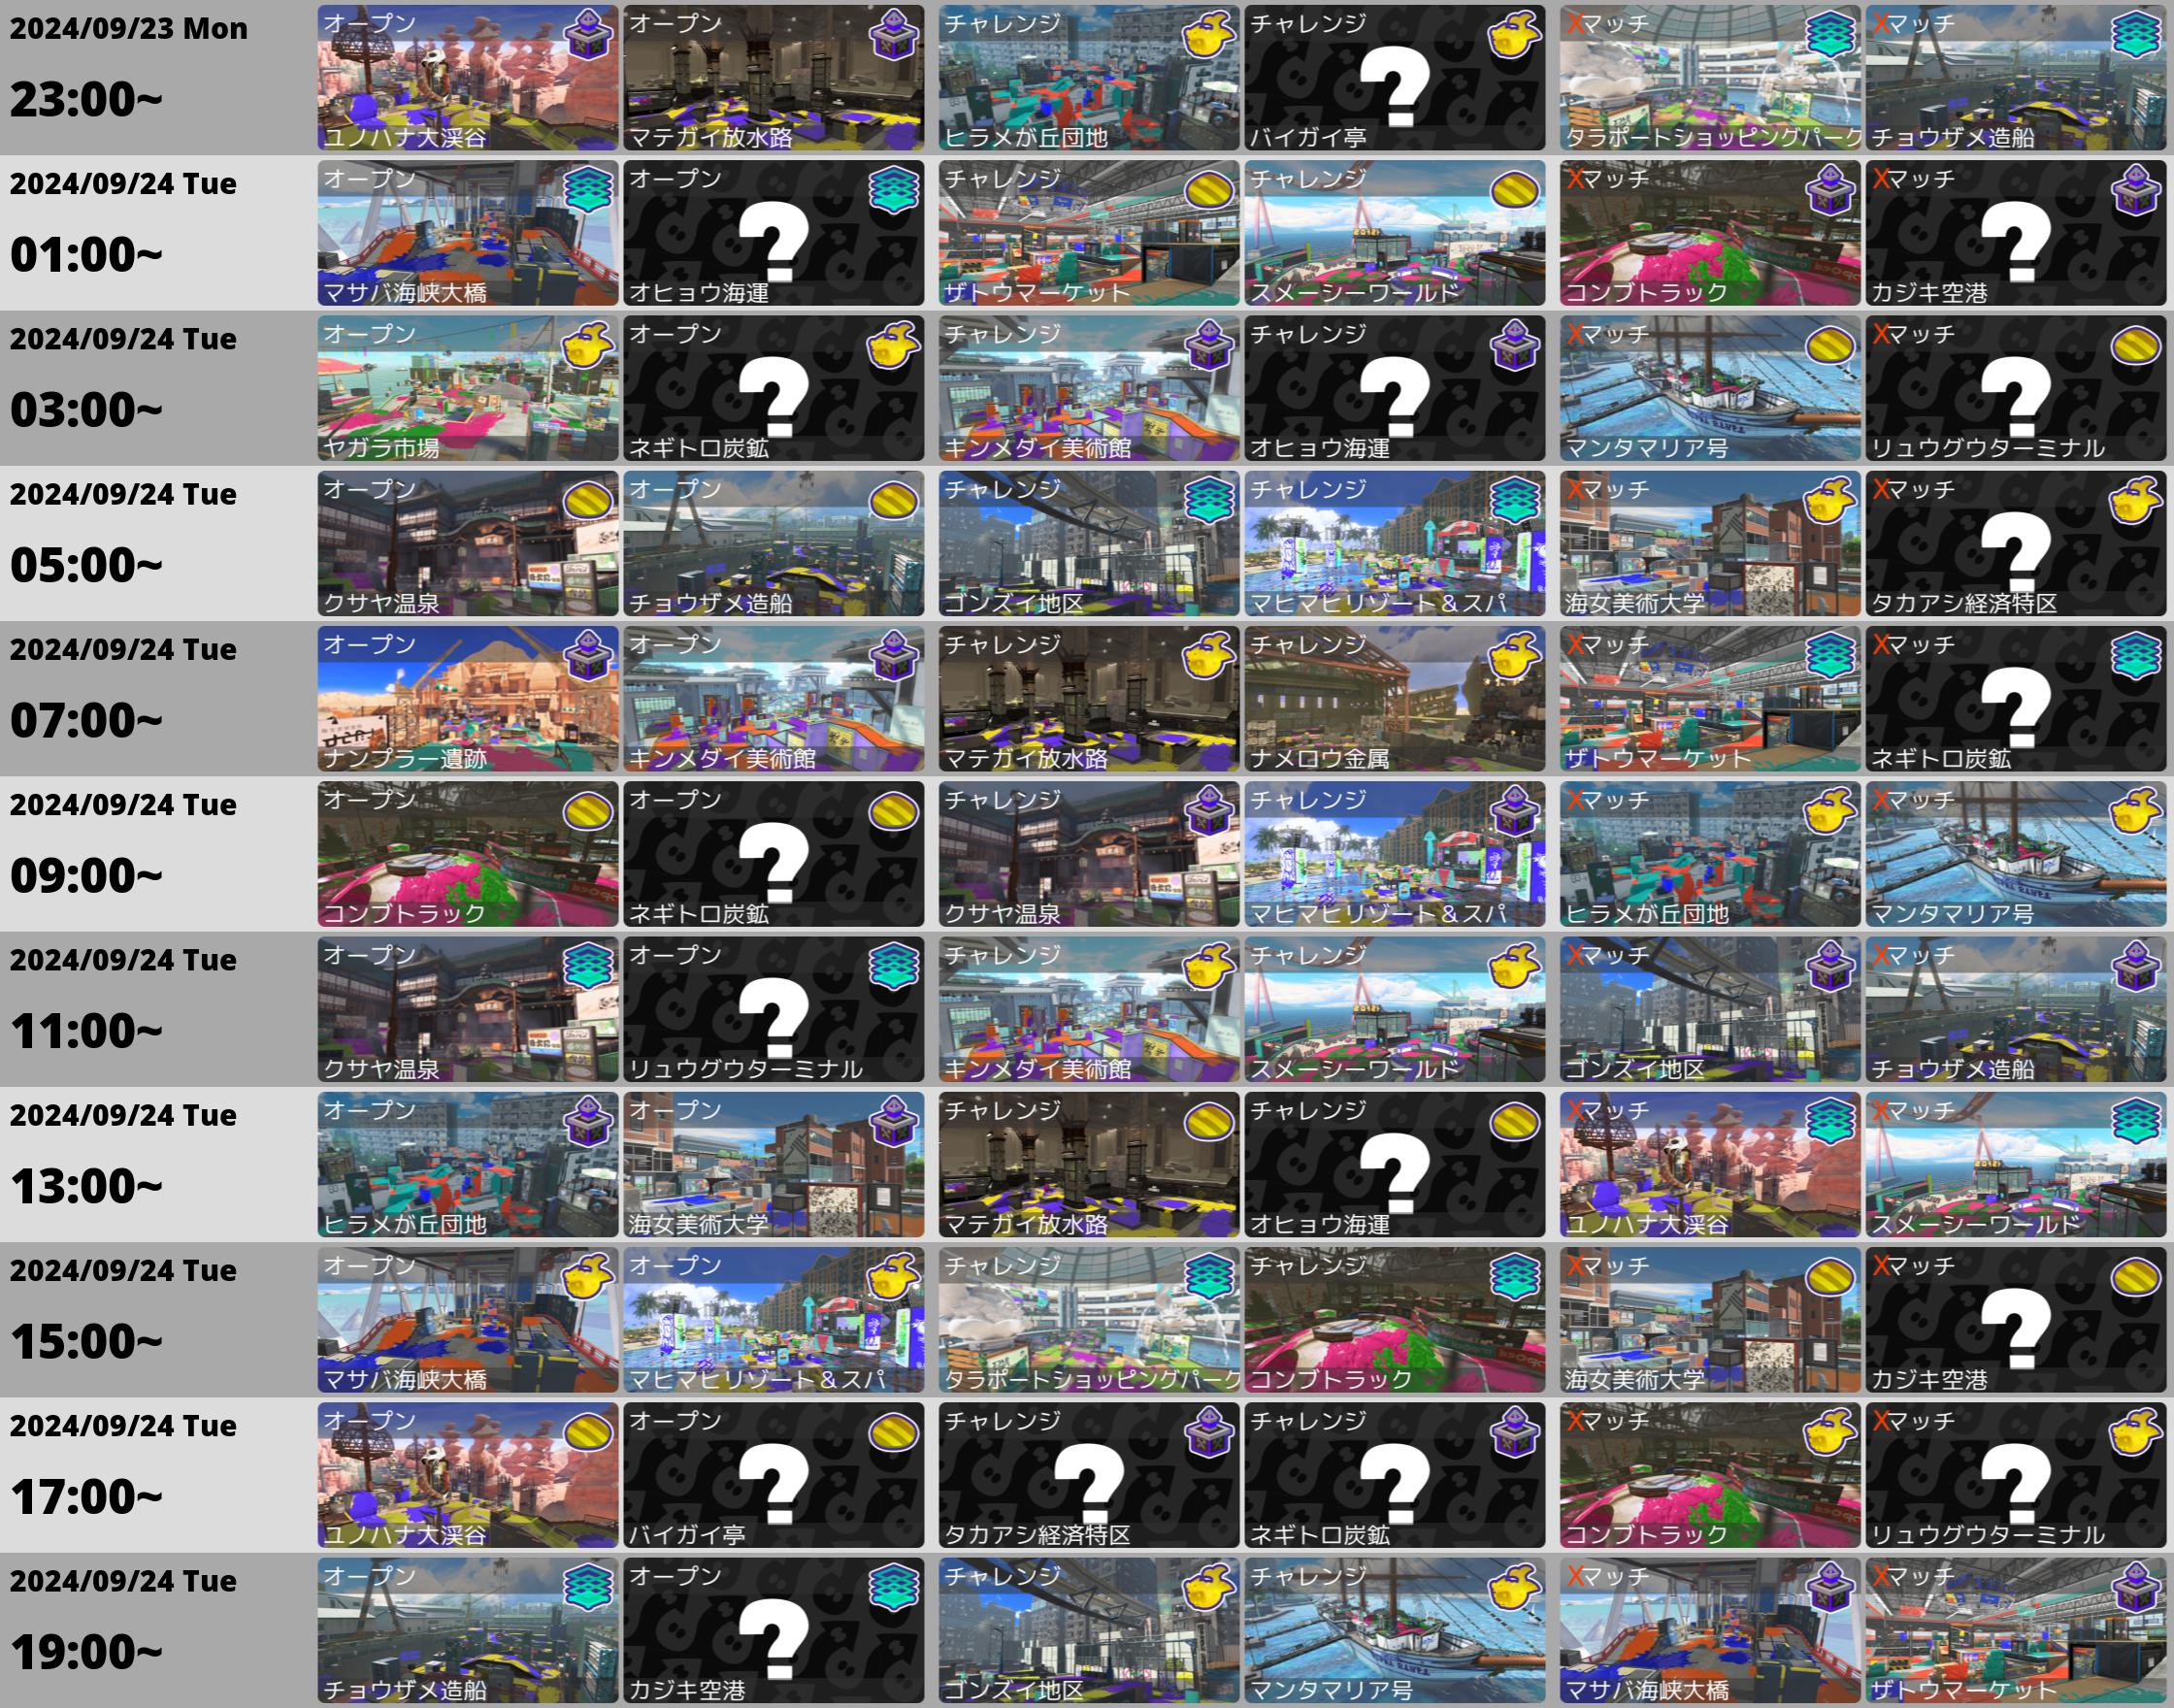 2024/09/23 Mon
23:00~
オープン
ユノハナ大渓谷
オープン
マテガイ放水路
チャレンジ
ヒラメが丘団地
チャレンジ
?
バイガイ亭
Xマッチ
タラポートショッピングパーク
Xマッチ
チョウザメ造船
2024/09/24 Tue
01:00~
オープン
マサバ海峡大橋
オープン
?
オヒョウ海運
チャレンジ
ザトウマーケット
チャレンジ
スメーシーワールド
Xマッチ
コンブトラック
Xマッチ
?
カジキ空港
2024/09/24 Tue
03:00~
オープン
ヤガラ市場
オープン
?
ネギトロ炭鉱
チャレンジ
キンメダイ美術館
チャレンジ
?
オヒョウ海運
Xマッチ
マンタマリア号
Xマッチ
?
リュウグウターミナル
2024/09/24 Tue
05:00~
オープン
クサヤ温泉
オープン
チョウザメ造船
チャレンジ
ゴンズイ地区
チャレンジ
マヒマヒリゾート＆スパ
Xマッチ
海女美術大学
Xマッチ
?
タカアシ経済特区
2024/09/24 Tue
07:00~
オープン
ナンプラー遺跡
オープン
キンメダイ美術館
チャレンジ
マテガイ放水路
チャレンジ
ナメロウ金属
Xマッチ
ザトウマーケット
Xマッチ
?
ネギトロ炭鉱
2024/09/24 Tue
09:00~
オープン
コンブトラック
オープン
?
ネギトロ炭鉱
チャレンジ
クサヤ温泉
チャレンジ
マヒマヒリゾート＆スパ
Xマッチ
ヒラメが丘団地
Xマッチ
マンタマリア号
2024/09/24 Tue
11:00~
オープン
クサヤ温泉
オープン
?
リュウグウターミナル
チャレンジ
キンメダイ美術館
チャレンジ
スメーシーワールド
Xマッチ
ゴンズイ地区
Xマッチ
チョウザメ造船
2024/09/24 Tue
13:00~
オープン
ヒラメが丘団地
オープン
海女美術大学
チャレンジ
マテガイ放水路
チャレンジ
?
オヒョウ海運
Xマッチ
ユノハナ大渓谷
Xマッチ
スメーシーワールド
2024/09/24 Tue
15:00~
オープン
マサバ海峡大橋
オープン
マヒマヒリゾート＆スパ
チャレンジ
タラポートショッピングパーク
チャレンジ
コンブトラック
Xマッチ
海女美術大学
Xマッチ
?
カジキ空港
2024/09/24 Tue
17:00~
オープン
ユノハナ大渓谷
オープン
?
バイガイ亭
チャレンジ
?
タカアシ経済特区
チャレンジ
?
ネギトロ炭鉱
Xマッチ
コンブトラック
Xマッチ
?
リュウグウターミナル
2024/09/24 Tue
19:00~
オープン
チョウザメ造船
オープン
?
カジキ空港
チャレンジ
ゴンズイ地区
チャレンジ
マンタマリア号
Xマッチ
マサバ海峡大橋
Xマッチ
ザトウマーケット